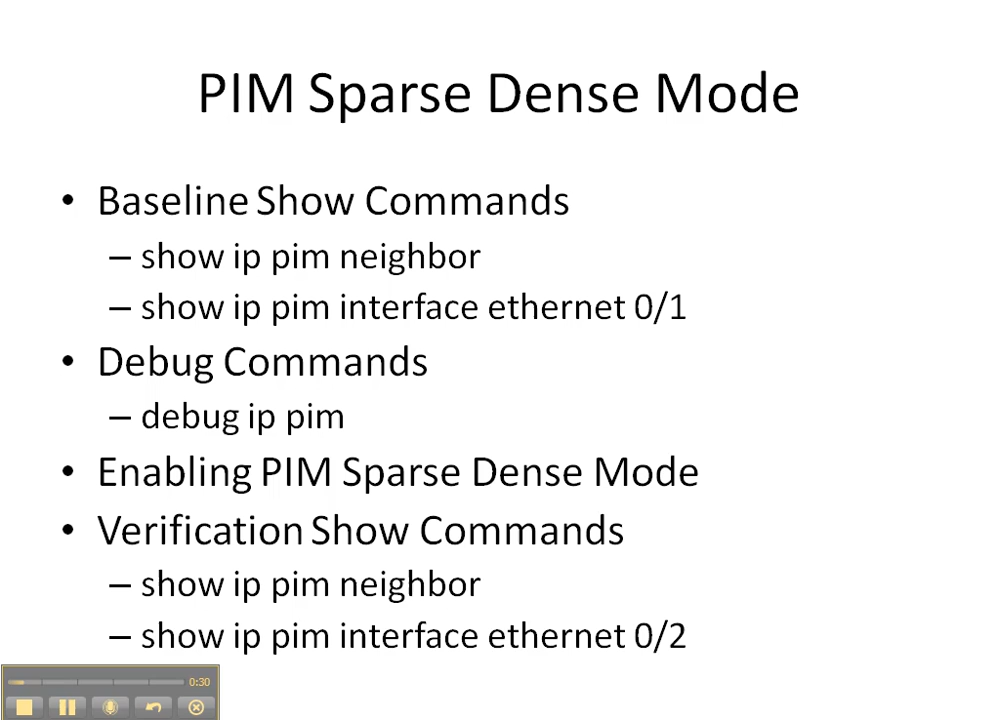 PIM Sparse Dense Mode
• Baseline Show Commands
– show ip pim neighbor
– show ip pim interface ethernet 0/1
• Debug Commands
– debug ip pim
• Enabling PIM Sparse Dense Mode
• Verification Show Commands
– show ip pim neighbor
– show ip pim interface ethernet 0/2
0:30